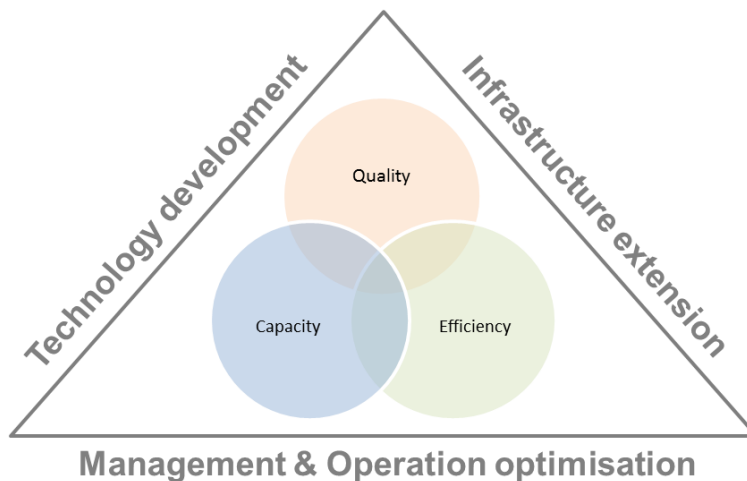 Technology development
Infrastructure extension
Quality
Capacity
Efficiency
Management & Operation optimisation